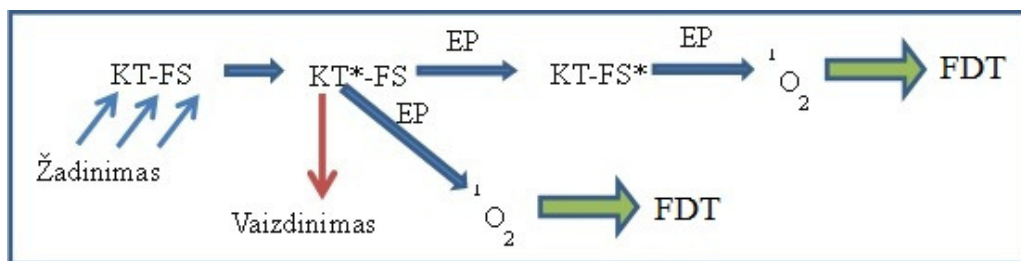 EP
EP
KT-FS
KT*-FS
KT-FS*
¹O₂
FDT
EP
Žadinimas
Vaizdinimas
¹O₂
FDT